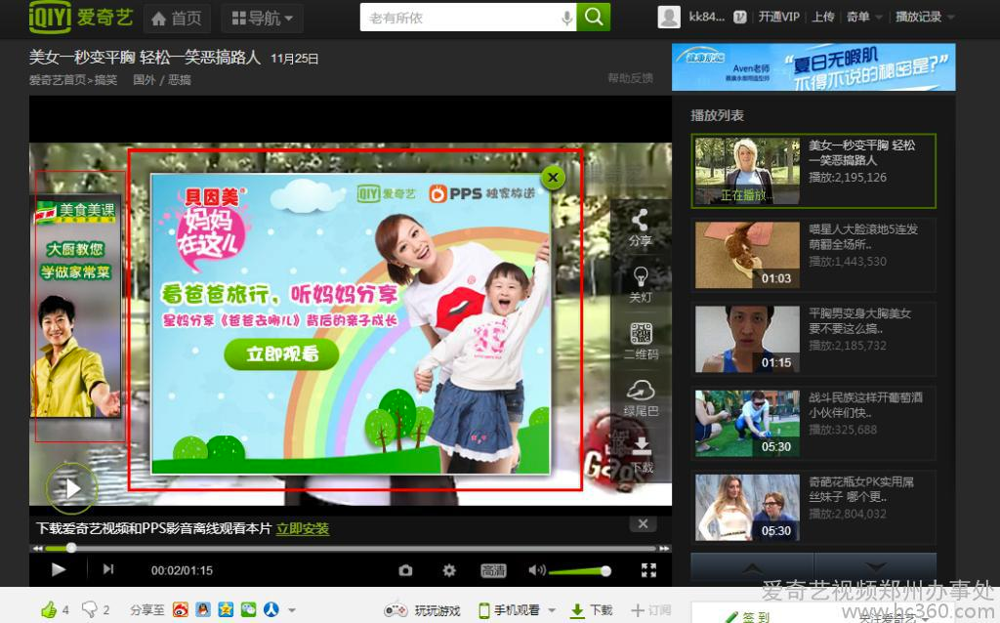 iQIYI 爱奇艺
首页
导航
老有所依
kk84...
开通VIP
上传
奇单
播放记录
美女一秒变平胸 轻松一笑恶搞路人 11月25日
爱奇艺首页>搞笑 国外 / 恶搞
帮助反馈
Aven老师
“夏日无暇肌
不得不说的秘密是?”
播放列表
美食美课
大厨教您
学做家常菜
贝因美
妈妈
在这儿
QIY 爱奇艺 PPS 独家放送
看爸爸旅行，听妈妈分享
星妈分享《爸爸去哪儿》背后的亲子成长
立即观看
分享
关灯
二维码
绿尾巴
下载
美女一秒变平胸 轻松
一笑恶搞路人
播放:2,195,126
正在播放...
喵星人大脸滚地5连发
萌翻全场所..
播放:1,443,530
01:03
平胸男变身大胸美女
要不要这么搞..
播放:2,185,732
01:15
战斗民族这样开葡萄酒
小伙伴们快..
播放:325,688
05:30
奇葩花瓶女PK实用屌
丝妹子 哪个更..
播放:2,804,032
05:30
下载爱奇艺视频和PPS影音离线观看本片 立即安装
00:02/01:15
高清
4
2
分享至
玩玩游戏
手机观看
下载
订阅
签到
爱奇艺视频郑州办事处
www.hc360.com